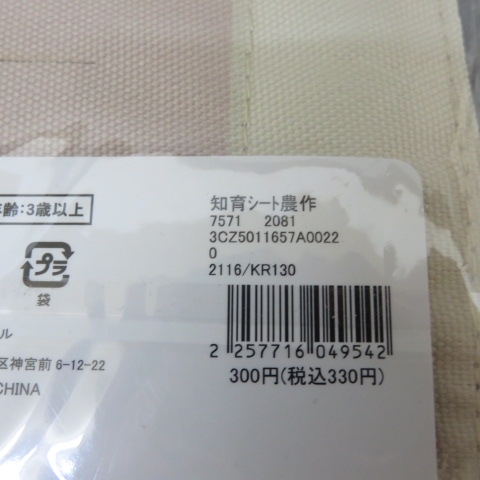 知育シート農作
7571 2081
3CZ5011657A0022
0
2116/KR130
齢:3歳以上
プラ
袋
ル
区神宮前 6-12-22
CHINA
2 257716 049542
300円(税込330円)